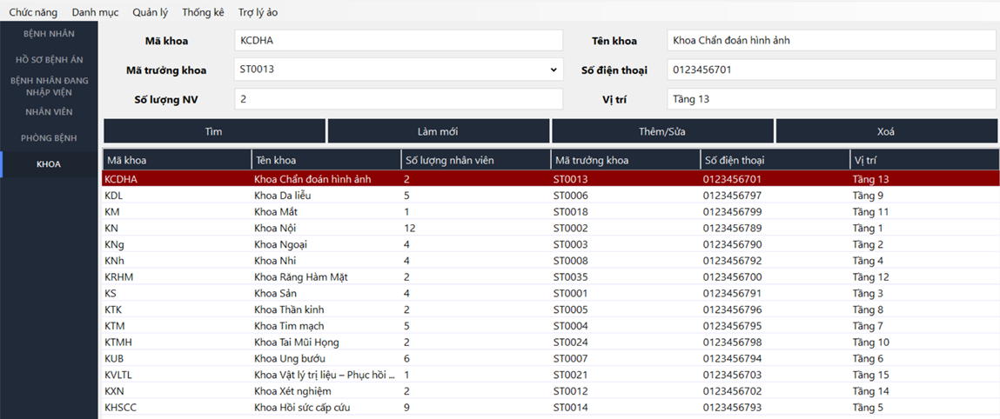 Chức năng Danh mục Quản lý Thống kê Trợ lý ảo
BỆNH NHÂN
HỒ SƠ BỆNH ÁN
BỆNH NHÂN ĐANG
NHẬP VIỆN
NHÂN VIÊN
PHÒNG BỆNH
KHOA
Mã khoa KCDHA Tên khoa Khoa Chẩn đoán hình ảnh
Mã trưởng khoa ST0013 Số điện thoại 0123456701
Số lượng NV 2 Vị trí Tầng 13
Tìm Làm mới Thêm/Sửa Xoá
Mã khoa Tên khoa Số lượng nhân viên Mã trưởng khoa Số điện thoại Vị trí
KCDHA Khoa Chẩn đoán hình ảnh 2 ST0013 0123456701 Tầng 13
KDL Khoa Da liễu 5 ST0006 0123456797 Tầng 9
KM Khoa Mắt 1 ST0018 0123456799 Tầng 11
KN Khoa Nội 12 ST0002 0123456789 Tầng 1
KNg Khoa Ngoại 4 ST0003 0123456790 Tầng 2
KNh Khoa Nhi 4 ST0008 0123456792 Tầng 4
KRHM Khoa Răng Hàm Mặt 2 ST0035 0123456700 Tầng 12
KS Khoa Sản 4 ST0001 0123456791 Tầng 3
KTK Khoa Thần kinh 2 ST0005 0123456796 Tầng 8
KTM Khoa Tim mạch 5 ST0004 0123456795 Tầng 7
KTMH Khoa Tai Mũi Họng 2 ST0024 0123456798 Tầng 10
KUB Khoa Ung bướu 6 ST0007 0123456794 Tầng 6
KVLTL Khoa Vật lý trị liệu – Phục hồi ... 1 ST0021 0123456703 Tầng 15
KXN Khoa Xét nghiệm 2 ST0012 0123456702 Tầng 14
KHSCC Khoa Hồi sức cấp cứu 9 ST0014 0123456793 Tầng 5